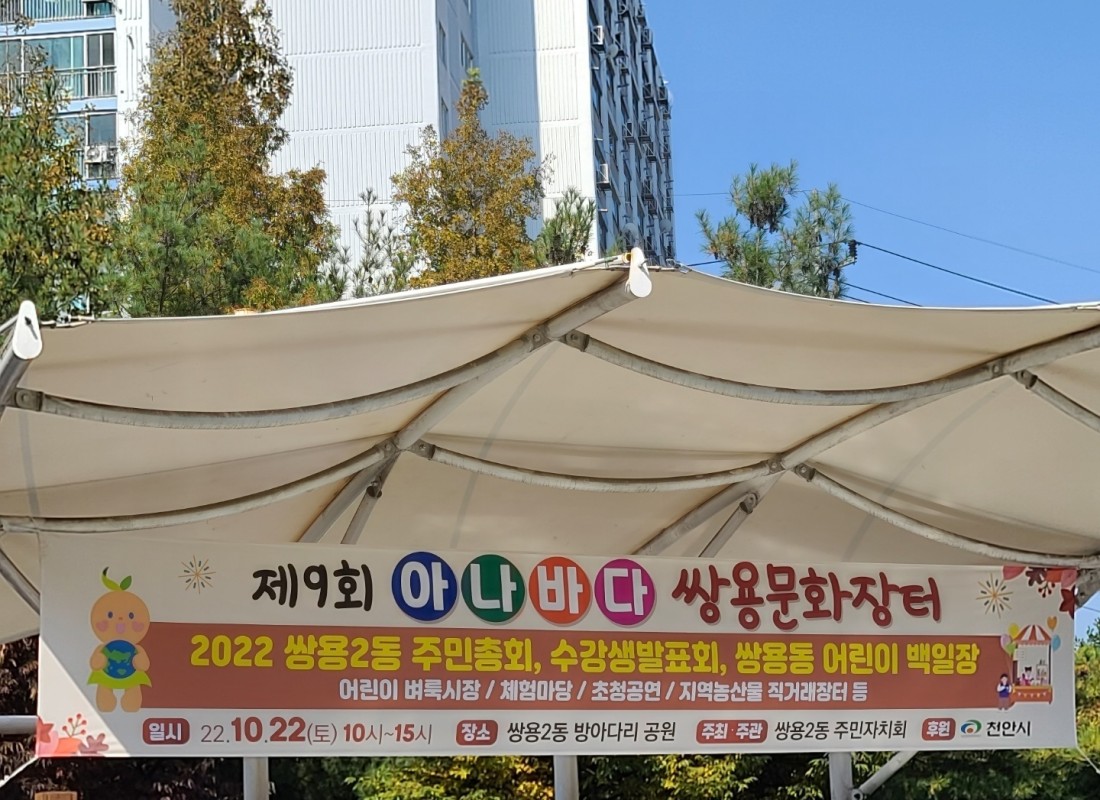 제9회 아나바다 쌍용문화장터
2022 쌍용2동 주민총회, 수강생발표회, 쌍용동 어린이 백일장
어린이 벼룩시장 / 체험마당 / 초청공연 / 지역농산물 직거래장터 등
일시 22.10.22(토) 10시~15시 장소 쌍용2동 방아다리 공원 주최·주관 쌍용2동 주민자치회 후원 천안시